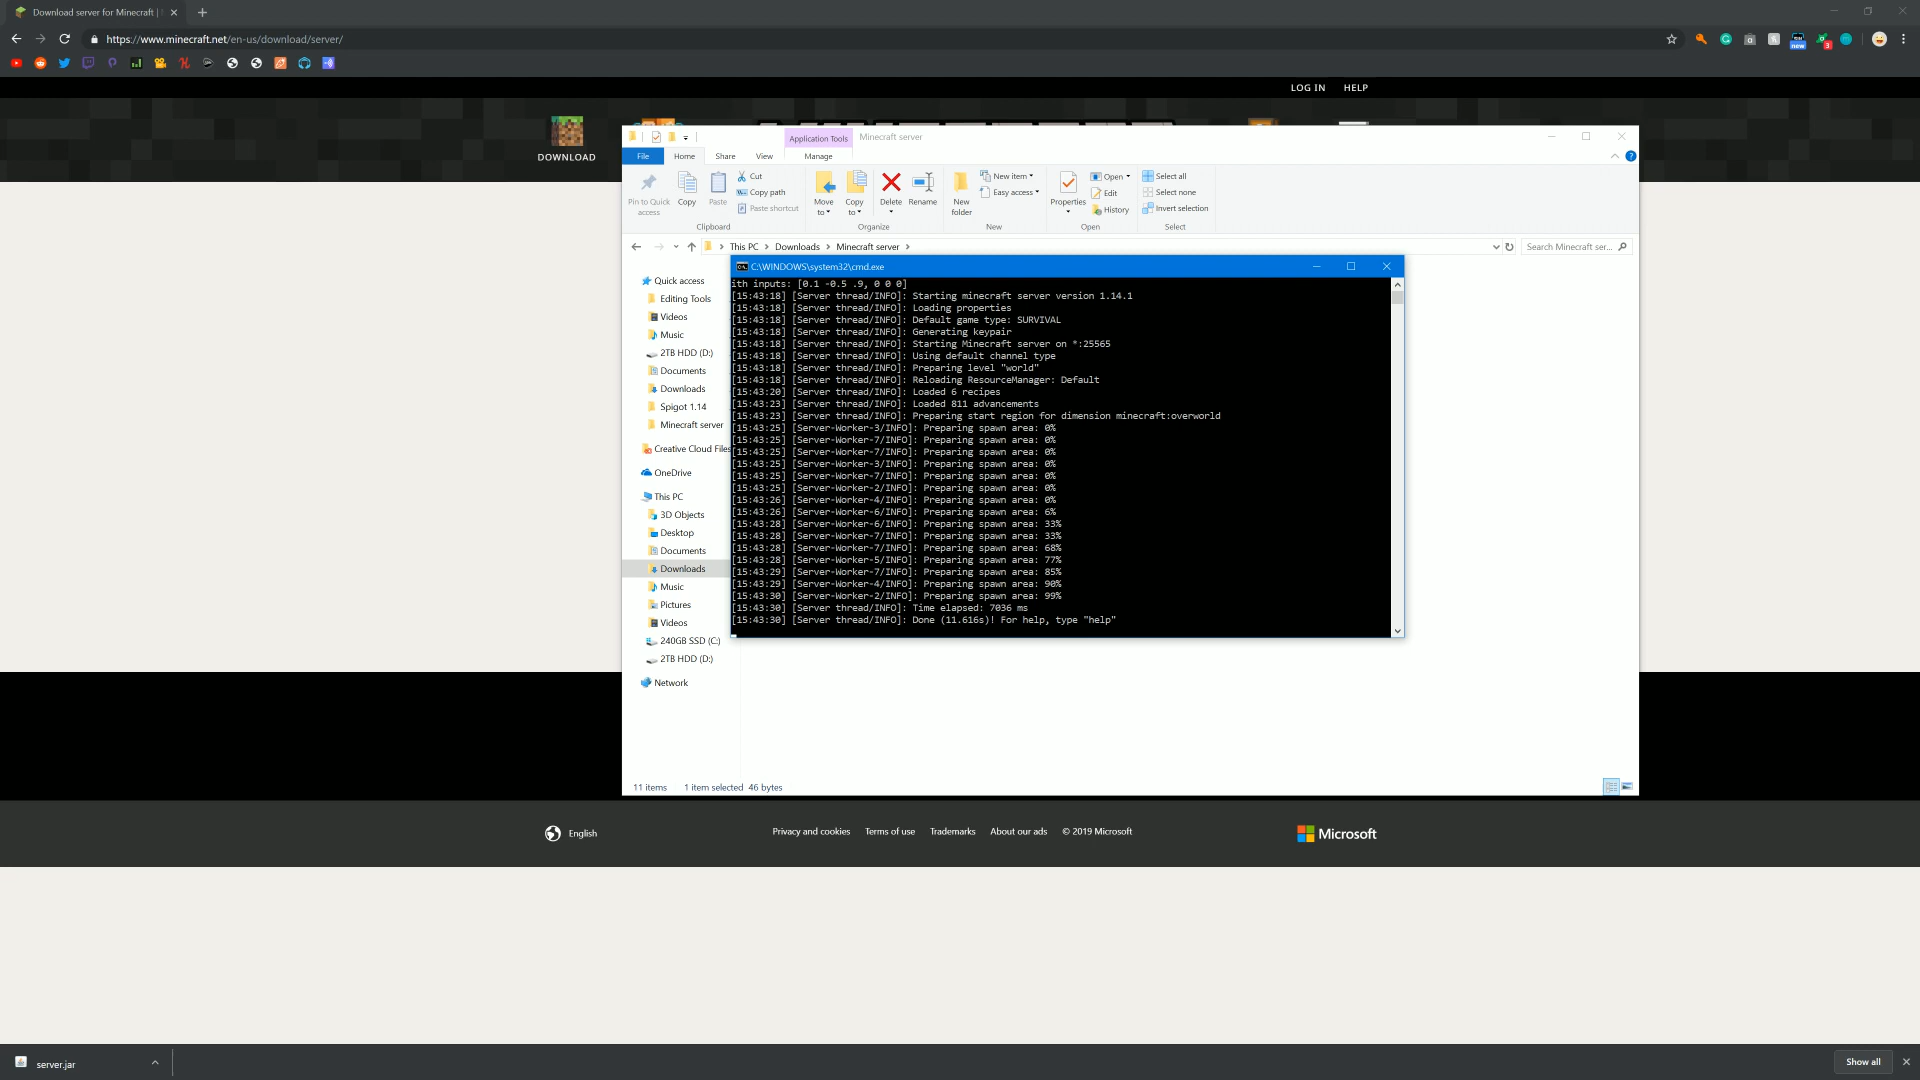 Download server for Minecraft |
https://www.minecraft.net/en-us/download/server/
new
3
LOG IN HELP
DOWNLOAD
Application Tools Minecraft server
File Home Share View Manage
Pin to Quick access
Copy
Paste
Cut
Copy path
Paste shortcut
Clipboard
Move to
Copy to
Delete
Rename
Organize
New folder
New item
Easy access
New
Properties
Open
Edit
History
Open
Select all
Select none
Invert selection
Select
This PC > Downloads > Minecraft server >
Search Minecraft ser...
Quick access
Editing Tools
Videos
Music
2TB HDD (D:)
Documents
Downloads
Spigot 1.14
Minecraft server
Creative Cloud Files
OneDrive
This PC
3D Objects
Desktop
Documents
Downloads
Music
Pictures
Videos
240GB SSD (C:)
2TB HDD (D:)
Network
C:\WINDOWS\system32\cmd.exe
ith inputs: [0.1 -0.5 .9, 0 0 0]
[15:43:18] [Server thread/INFO]: Starting minecraft server version 1.14.1
[15:43:18] [Server thread/INFO]: Loading properties
[15:43:18] [Server thread/INFO]: Default game type: SURVIVAL
[15:43:18] [Server thread/INFO]: Generating keypair
[15:43:18] [Server thread/INFO]: Starting Minecraft server on *:25565
[15:43:18] [Server thread/INFO]: Using default channel type
[15:43:18] [Server thread/INFO]: Preparing level "world"
[15:43:18] [Server thread/INFO]: Reloading ResourceManager: Default
[15:43:20] [Server thread/INFO]: Loaded 6 recipes
[15:43:23] [Server thread/INFO]: Loaded 811 advancements
[15:43:23] [Server thread/INFO]: Preparing start region for dimension minecraft:overworld
[15:43:25] [Server-Worker-3/INFO]: Preparing spawn area: 0%
[15:43:25] [Server-Worker-7/INFO]: Preparing spawn area: 0%
[15:43:25] [Server-Worker-7/INFO]: Preparing spawn area: 0%
[15:43:25] [Server-Worker-3/INFO]: Preparing spawn area: 0%
[15:43:25] [Server-Worker-7/INFO]: Preparing spawn area: 0%
[15:43:25] [Server-Worker-2/INFO]: Preparing spawn area: 0%
[15:43:26] [Server-Worker-4/INFO]: Preparing spawn area: 0%
[15:43:26] [Server-Worker-6/INFO]: Preparing spawn area: 6%
[15:43:28] [Server-Worker-6/INFO]: Preparing spawn area: 33%
[15:43:28] [Server-Worker-7/INFO]: Preparing spawn area: 33%
[15:43:28] [Server-Worker-7/INFO]: Preparing spawn area: 68%
[15:43:28] [Server-Worker-5/INFO]: Preparing spawn area: 77%
[15:43:29] [Server-Worker-7/INFO]: Preparing spawn area: 85%
[15:43:29] [Server-Worker-4/INFO]: Preparing spawn area: 90%
[15:43:30] [Server-Worker-2/INFO]: Preparing spawn area: 99%
[15:43:30] [Server thread/INFO]: Time elapsed: 7036 ms
[15:43:30] [Server thread/INFO]: Done (11.616s)! For help, type "help"
11 items 1 item selected 46 bytes
English
Privacy and cookies Terms of use Trademarks About our ads © 2019 Microsoft
Microsoft
server.jar
Show all